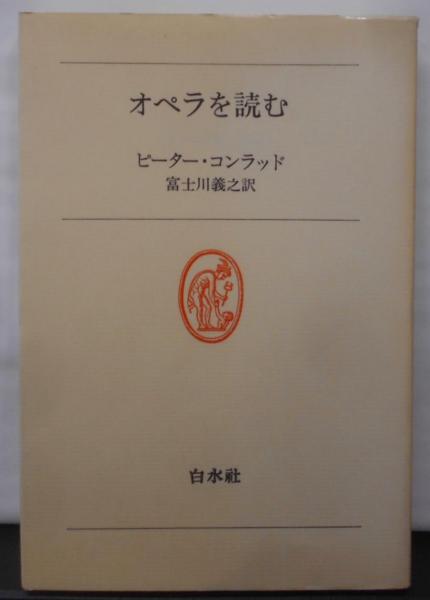 オペラを読む
ピーター・コンラッド
富士川義之訳
白水社